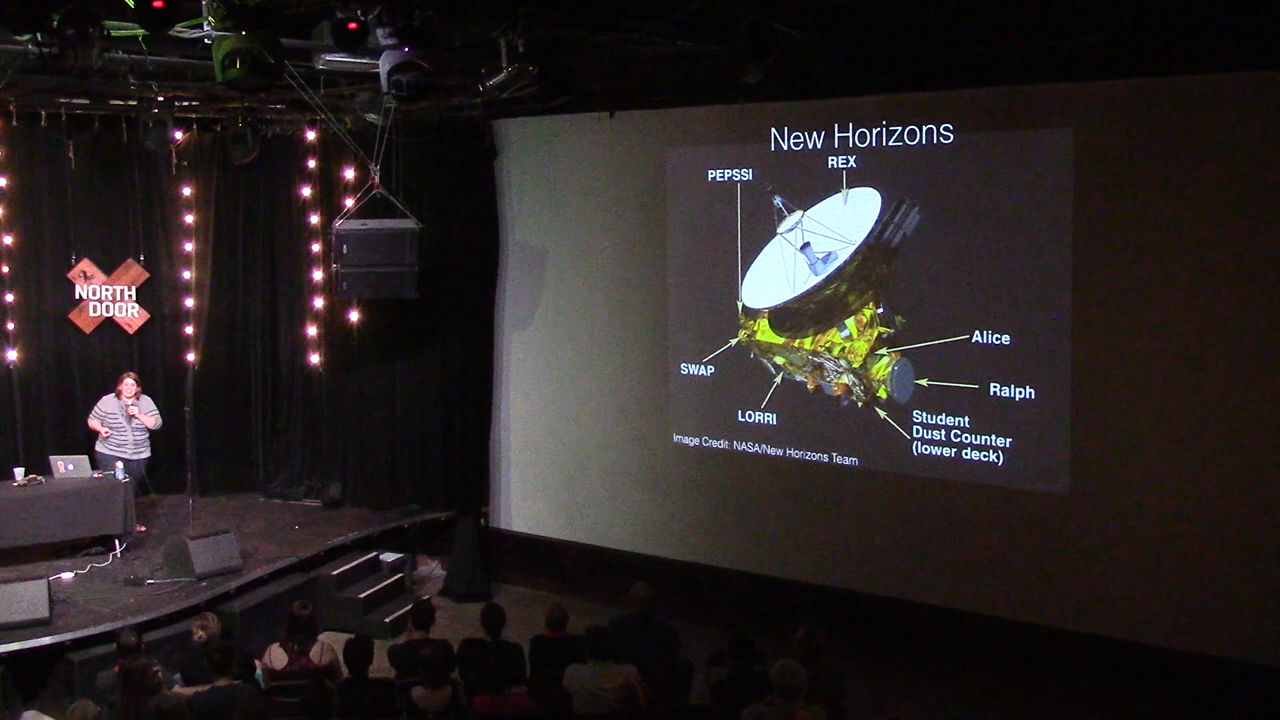 NORTH
DOOR
New Horizons
REX
PEPSSI
Alice
SWAP
Ralph
LORRI
Student
Dust Counter
(lower deck)
Image Credit: NASA/New Horizons Team